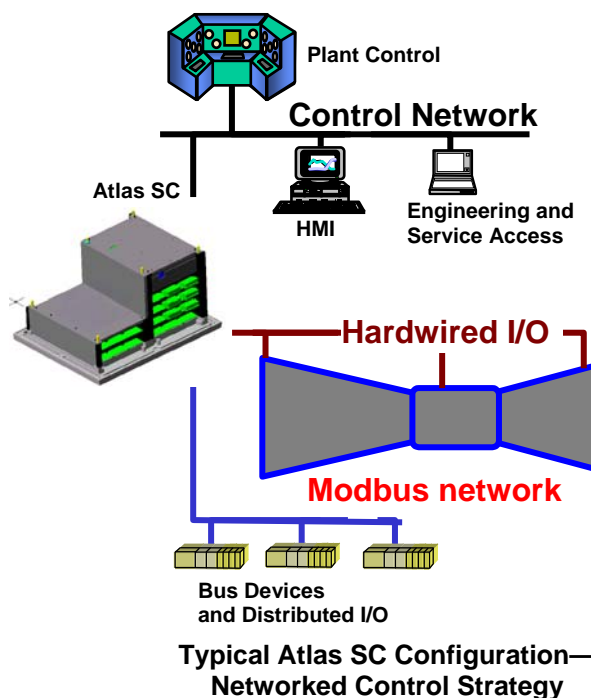 Plant Control
Control Network
Atlas SC
HMI
Engineering and
Service Access
Hardwired I/O
Modbus network
Bus Devices
and Distributed I/O
Typical Atlas SC Configuration—
Networked Control Strategy